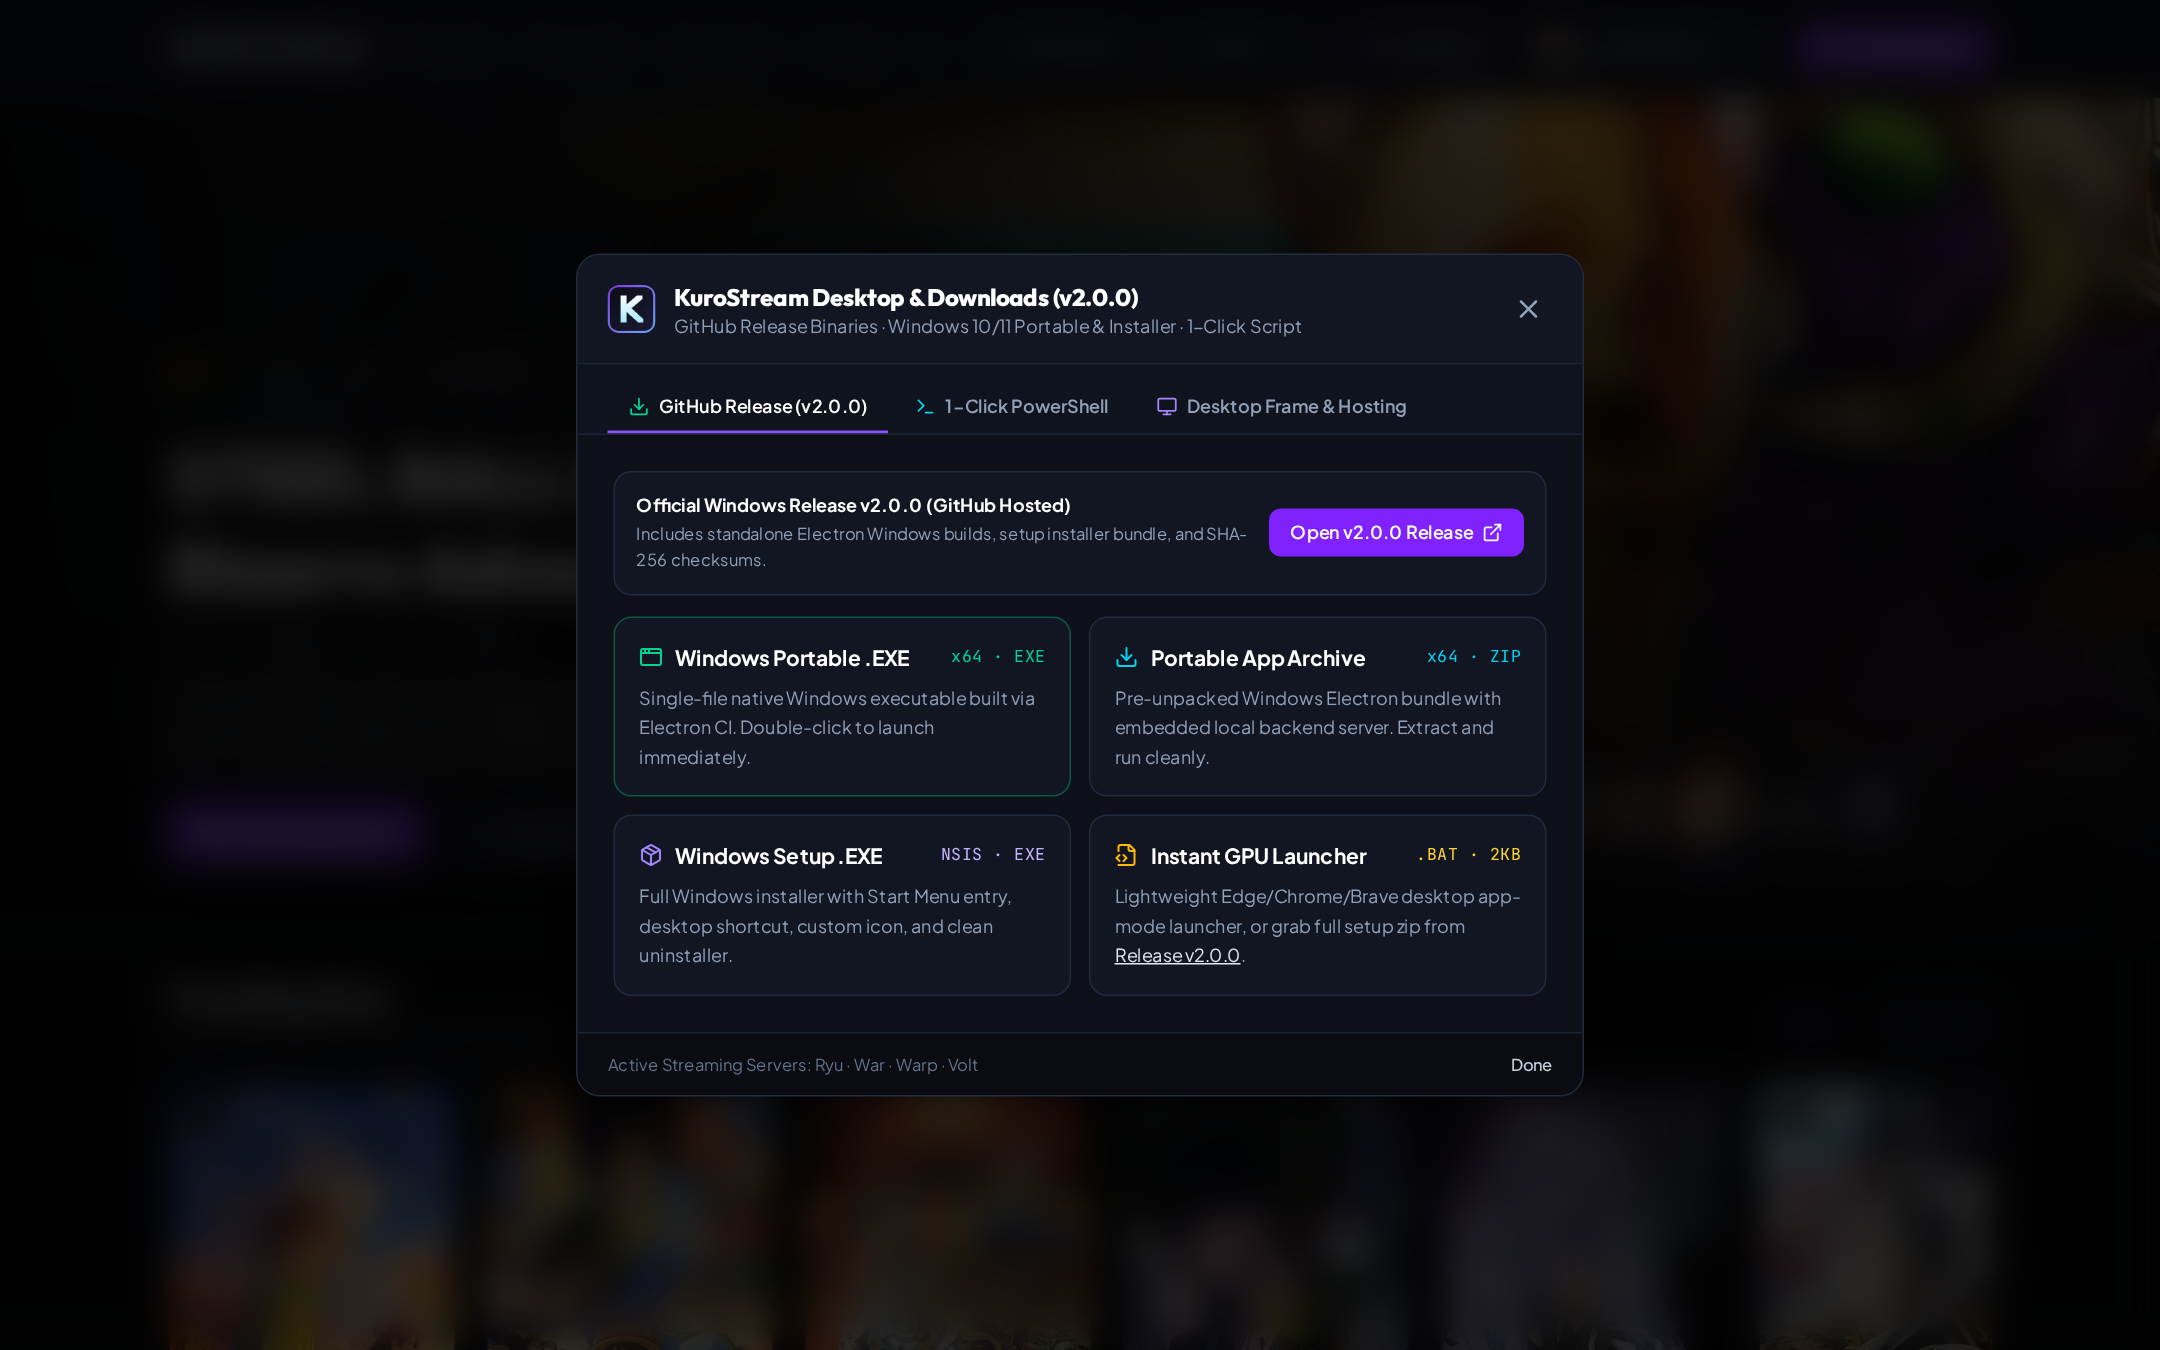 K
KuroStream Desktop & Downloads (v2.0.0)
GitHub Release Binaries · Windows 10/11 Portable & Installer · 1-Click Script
GitHub Release (v2.0.0)
1-Click PowerShell
Desktop Frame & Hosting
Official Windows Release v2.0.0 (GitHub Hosted)
Includes standalone Electron Windows builds, setup installer bundle, and SHA-
256 checksums.
Open v2.0.0 Release
Windows Portable .EXE
x64 · EXE
Single-file native Windows executable built via
Electron CI. Double-click to launch
immediately.
Portable App Archive
x64 · ZIP
Pre-unpacked Windows Electron bundle with
embedded local backend server. Extract and
run cleanly.
Windows Setup .EXE
NSIS · EXE
Full Windows installer with Start Menu entry,
desktop shortcut, custom icon, and clean
uninstaller.
Instant GPU Launcher
.BAT · 2KB
Lightweight Edge/Chrome/Brave desktop app-
mode launcher, or grab full setup zip from
Release v2.0.0.
Active Streaming Servers: Ryu · War · Warp · Volt
Done